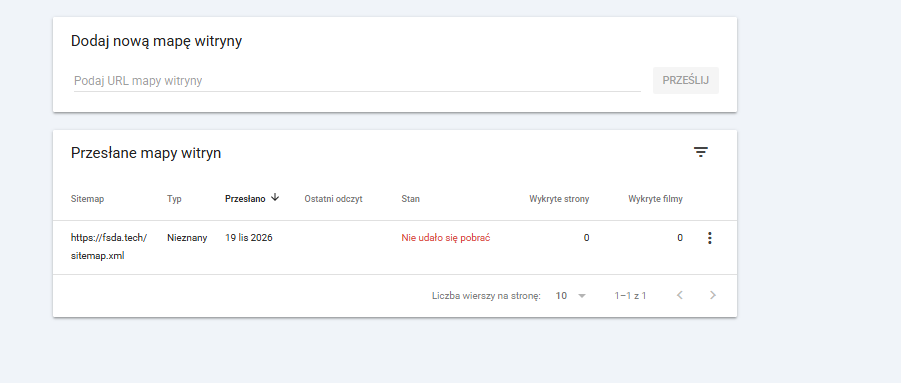 Dodaj nową mapę witryny
Podaj URL mapy witryny
PRZEŚLIJ
Przesłane mapy witryn
Sitemap Typ Przesłano Ostatni odczyt Stan Wykryte strony Wykryte filmy
https://fsda.tech/ Nieznany 19 lis 2026 Nie udało się pobrać 0 0
sitemap.xml
Liczba wierszy na stronę: 10 1–1 z 1